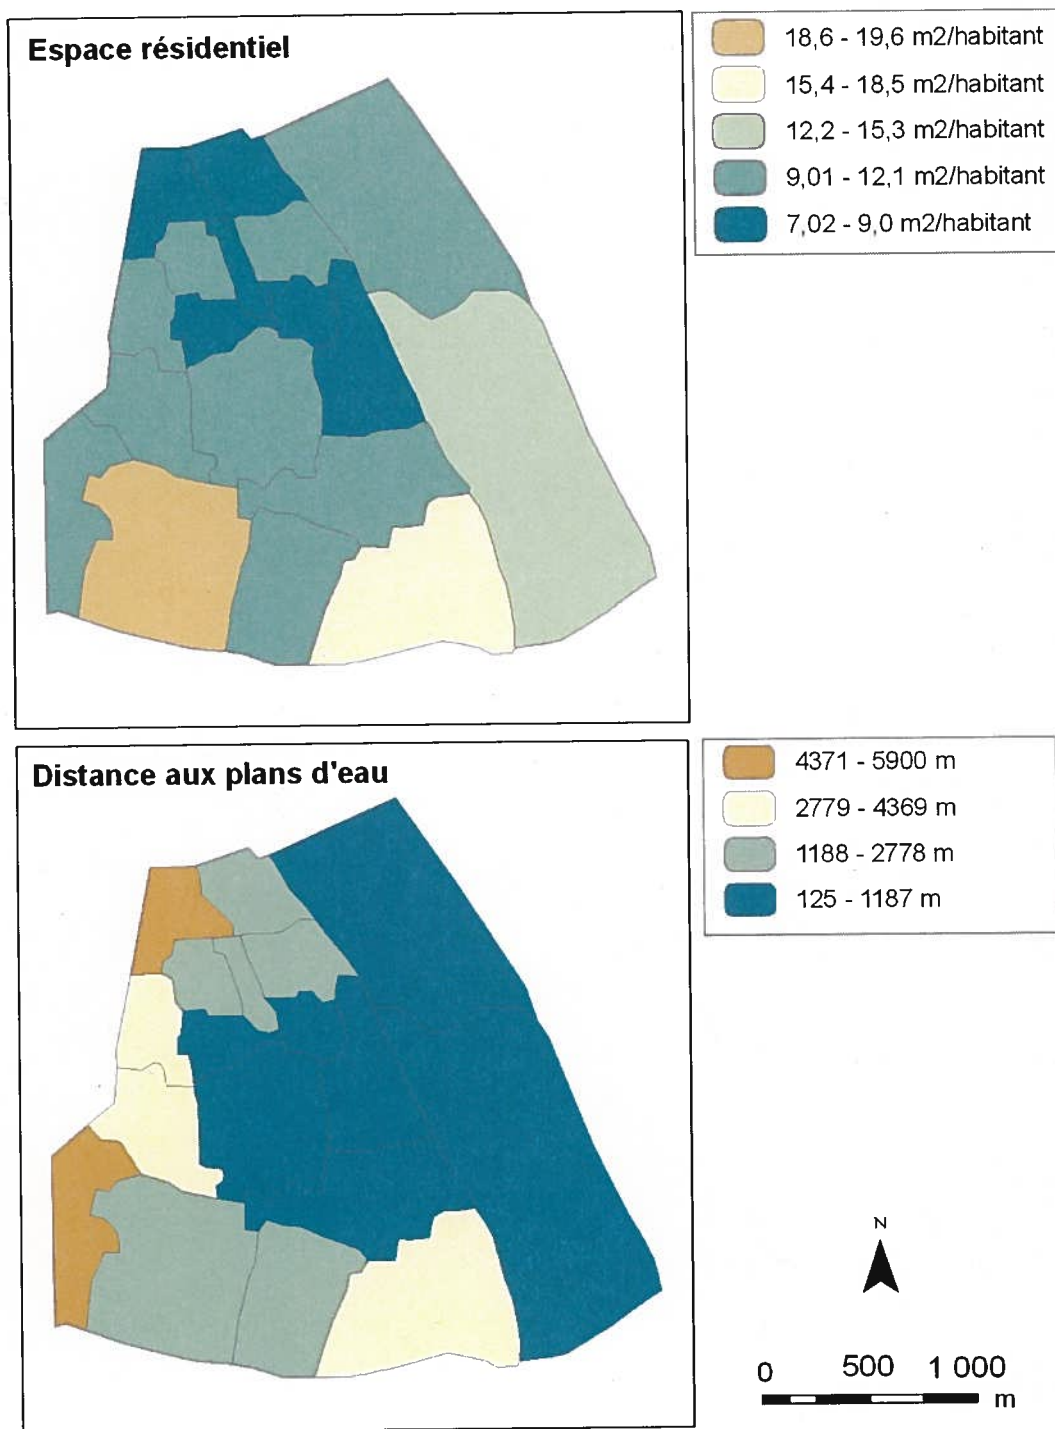 Espace résidentiel
18,6 - 19,6 m2/habitant
15,4 - 18,5 m2/habitant
12,2 - 15,3 m2/habitant
9,01 - 12,1 m2/habitant
7,02 - 9,0 m2/habitant
Distance aux plans d'eau
4371 - 5900 m
2779 - 4369 m
1188 - 2778 m
125 - 1187 m
N
0 500 1 000
m